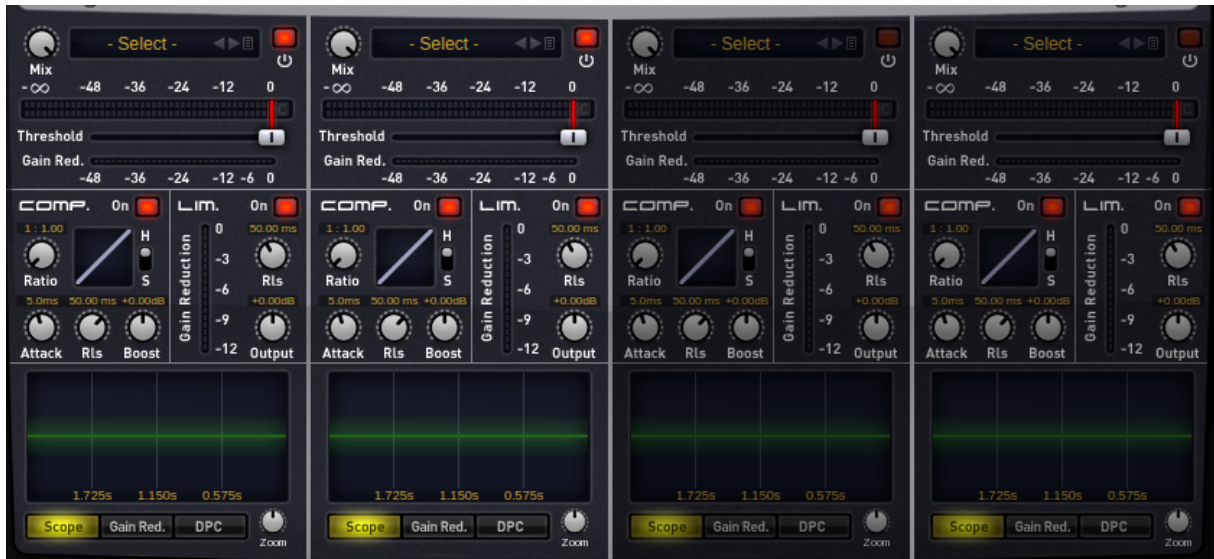 - Select -
Mix
-∞ -48 -36 -24 -12 0
C
Threshold
Gain Red.
-48 -36 -24 -12 -6 0
COMP. On
1 : 1.00
H
Ratio S
5.0ms 50.00 ms +0.00dB
Attack Rls Boost
LIM. On
Gain Reduction
0
-3
-6
-9
-12
50.00 ms
Rls
+0.00dB
Output
1.725s 1.150s 0.575s
Scope Gain Red. DPC
Zoom
- Select -
Mix
-∞ -48 -36 -24 -12 0
C
Threshold
Gain Red.
-48 -36 -24 -12 -6 0
COMP. On
1 : 1.00
H
Ratio S
5.0ms 50.00 ms +0.00dB
Attack Rls Boost
LIM. On
Gain Reduction
0
-3
-6
-9
-12
50.00 ms
Rls
+0.00dB
Output
1.725s 1.150s 0.575s
Scope Gain Red. DPC
Zoom
- Select -
Mix
-∞ -48 -36 -24 -12 0
C
Threshold
Gain Red.
-48 -36 -24 -12 -6 0
COMP. On
1 : 1.00
H
Ratio S
5.0ms 50.00 ms +0.00dB
Attack Rls Boost
LIM. On
Gain Reduction
0
-3
-6
-9
-12
50.00 ms
Rls
+0.00dB
Output
1.725s 1.150s 0.575s
Scope Gain Red. DPC
Zoom
- Select -
Mix
-∞ -48 -36 -24 -12 0
C
Threshold
Gain Red.
-48 -36 -24 -12 -6 0
COMP. On
1 : 1.00
H
Ratio S
5.0ms 50.00 ms +0.00dB
Attack Rls Boost
LIM. On
Gain Reduction
0
-3
-6
-9
-12
50.00 ms
Rls
+0.00dB
Output
1.725s 1.150s 0.575s
Scope Gain Red. DPC
Zoom